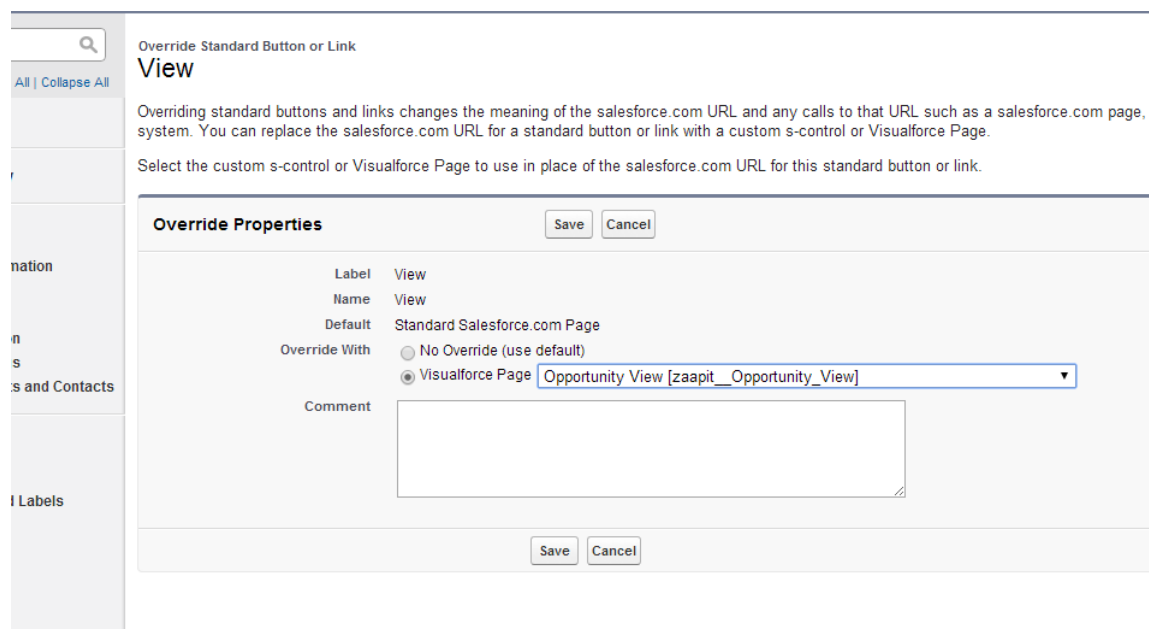 Override Standard Button or Link
View
All | Collapse All
Overriding standard buttons and links changes the meaning of the salesforce.com URL and any calls to that URL such as a salesforce.com page,
system. You can replace the salesforce.com URL for a standard button or link with a custom s-control or Visualforce Page.
Select the custom s-control or Visualforce Page to use in place of the salesforce.com URL for this standard button or link.
Override Properties Save Cancel
mation
Label View
Name View
Default Standard Salesforce.com Page
Override With No Override (use default)
Visualforce Page Opportunity View [zaapit__Opportunity_View]
n
s
s and Contacts
Comment
Labels
Save Cancel